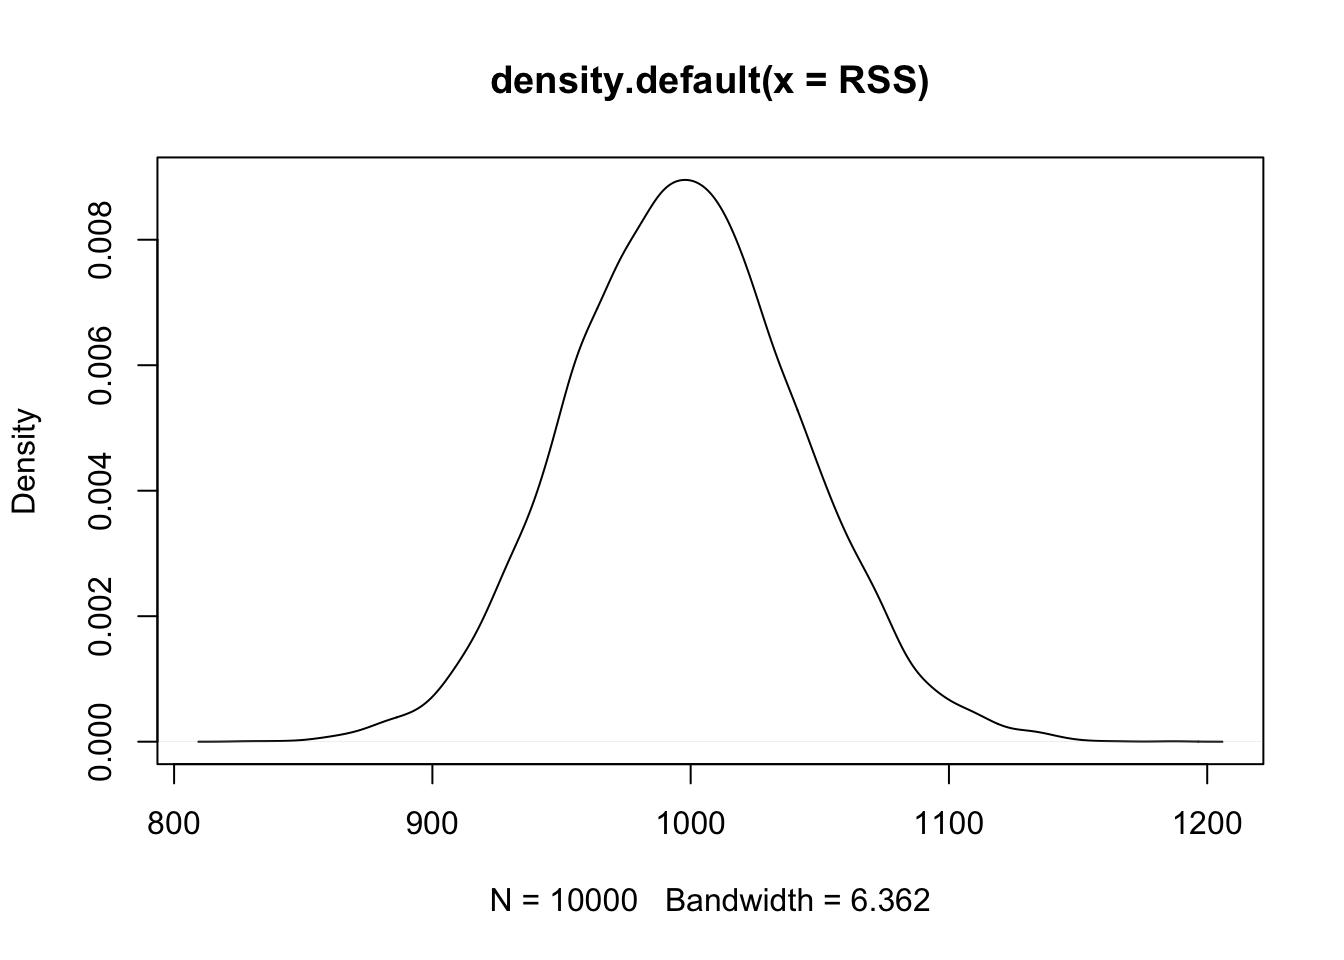 density.default(x = RSS)
Density
0.008
0.006
0.004
0.002
0.000
800 900 1000 1100 1200
N = 10000 Bandwidth = 6.362